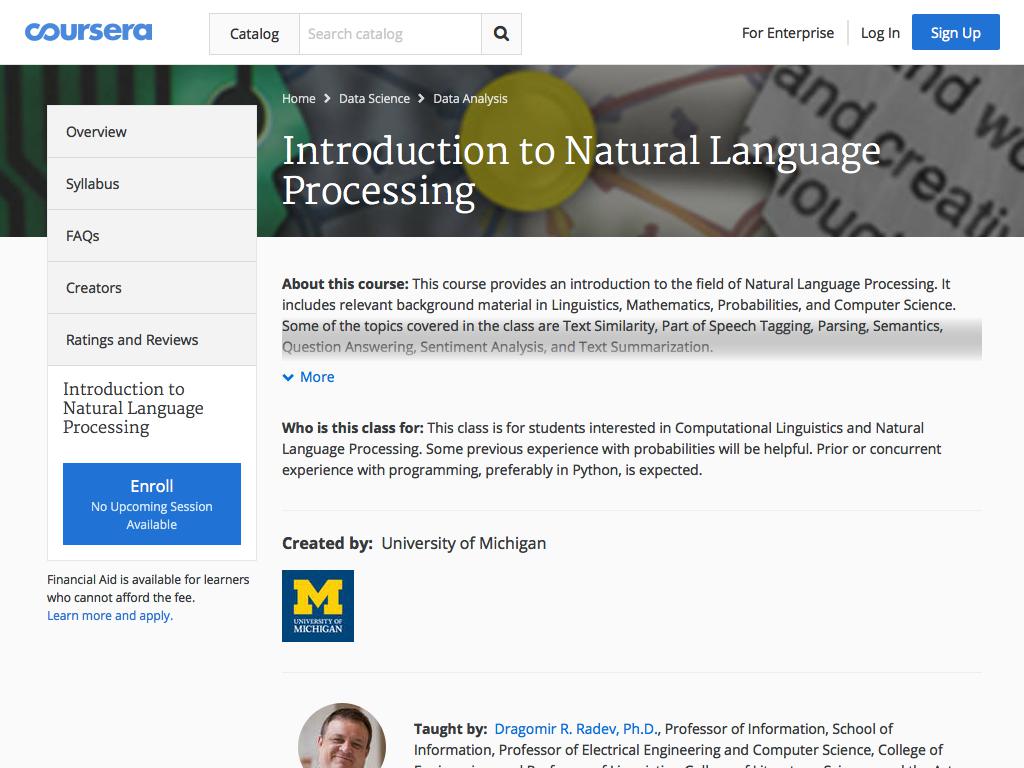 coursera
Catalog
Search catalog
For Enterprise
Log In
Sign Up
Home
Data Science
Data Analysis
Introduction to Natural Language
Processing
and
creati
nd wo
Overview
Syllabus
FAQs
Creators
Ratings and Reviews
Introduction to
Natural Language
Processing
Enroll
No Upcoming Session
Available
Financial Aid is available for learners
who cannot afford the fee.
Learn more and apply.
About this course: This course provides an introduction to the field of Natural Language Processing. It
includes relevant background material in Linguistics, Mathematics, Probabilities, and Computer Science.
Some of the topics covered in the class are Text Similarity, Part of Speech Tagging, Parsing, Semantics,
Question Answering, Sentiment Analysis, and Text Summarization.
More
Who is this class for: This class is for students interested in Computational Linguistics and Natural
Language Processing. Some previous experience with probabilities will be helpful. Prior or concurrent
experience with programming, preferably in Python, is expected.
Created by: University of Michigan
M
UNIVERSITY OF
MICHIGAN
Taught by: Dragomir R. Radev, Ph.D., Professor of Information, School of
Information, Professor of Electrical Engineering and Computer Science, College of